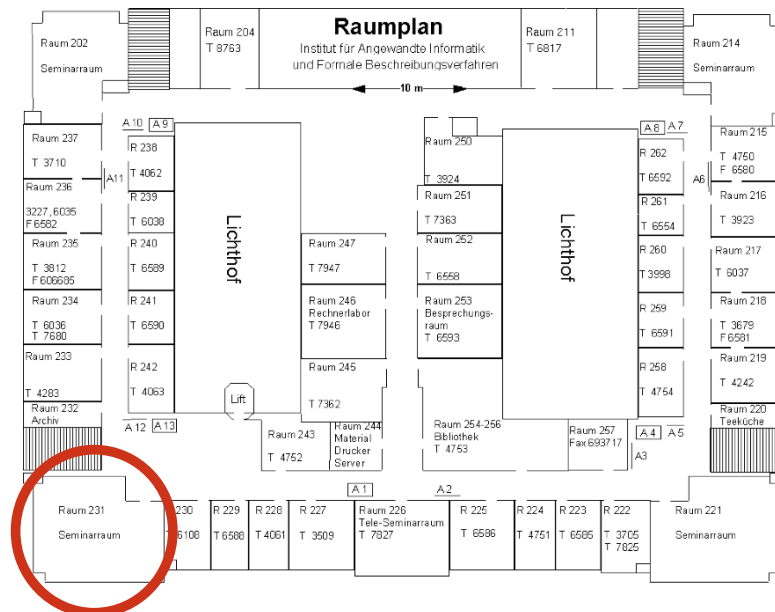 Raumplan
Institut für Angewandte Informatik
und Formale Beschreibungsverfahren
10 m
Raum 202
Seminarraum
Raum 204
T 8763
Raum 211
T 6817
Raum 214
Seminarraum
A 10
A 9
A 8
A 7
Raum 237
T 3710
A11
Raum 236
3227, 6035
F 6582
Raum 235
T 3812
F 606685
Raum 234
T 6036
T 7680
Raum 233
T 4283
Raum 232
Archiv
R 238
T 4062
R 239
T 6038
R 240
T 6589
R 241
T 6590
R 242
T 4063
Lichthof
Lift
Raum 247
T 7947
Raum 246
Rechnerlabor
T 7946
Raum 245
T 7362
Raum 250
T 3924
Raum 251
T 7363
Raum 252
T 6558
Raum 253
Besprechungs-
raum
T 6593
Lichthof
R 262
T 6592
R 261
T 6554
R 260
T 3998
R 259
T 6591
R 258
T 4754
A6
Raum 215
T 4750
F 6580
Raum 216
T 3923
Raum 217
T 6037
Raum 218
T 3679
F 6581
Raum 219
T 4242
Raum 220
Teeküche
A 12
A 13
Raum 243
T 4752
Raum 244
Material
Drucker
Server
Raum 254-256
Bibliothek
T 4753
Raum 257
Fax 693717
A 4
A 5
A3
A 1
A 2
Raum 231
Seminarraum
230
6108
R 229
T 6588
R 228
T 4061
R 227
T 3509
Raum 226
Tele-Seminarraum
T 7827
R 225
T 6586
R 224
T 4751
R 223
T 6585
R 222
T 3705
T 7825
Raum 221
Seminarraum